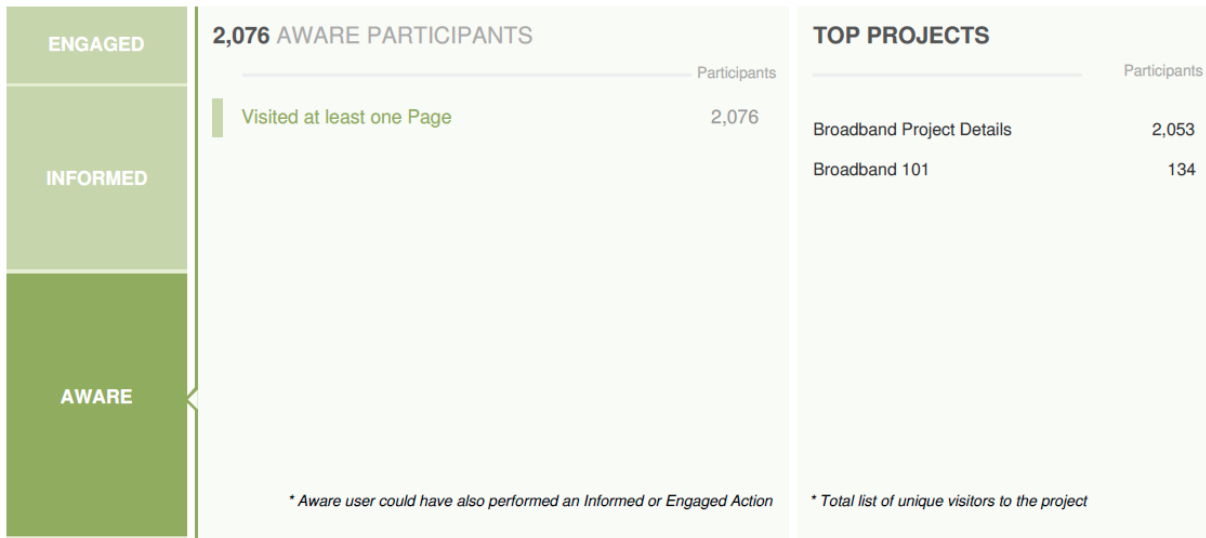 ENGAGED
INFORMED
AWARE
2,076 AWARE PARTICIPANTS
Participants
Visited at least one Page 2,076
* Aware user could have also performed an Informed or Engaged Action
TOP PROJECTS
Participants
Broadband Project Details 2,053
Broadband 101 134
* Total list of unique visitors to the project